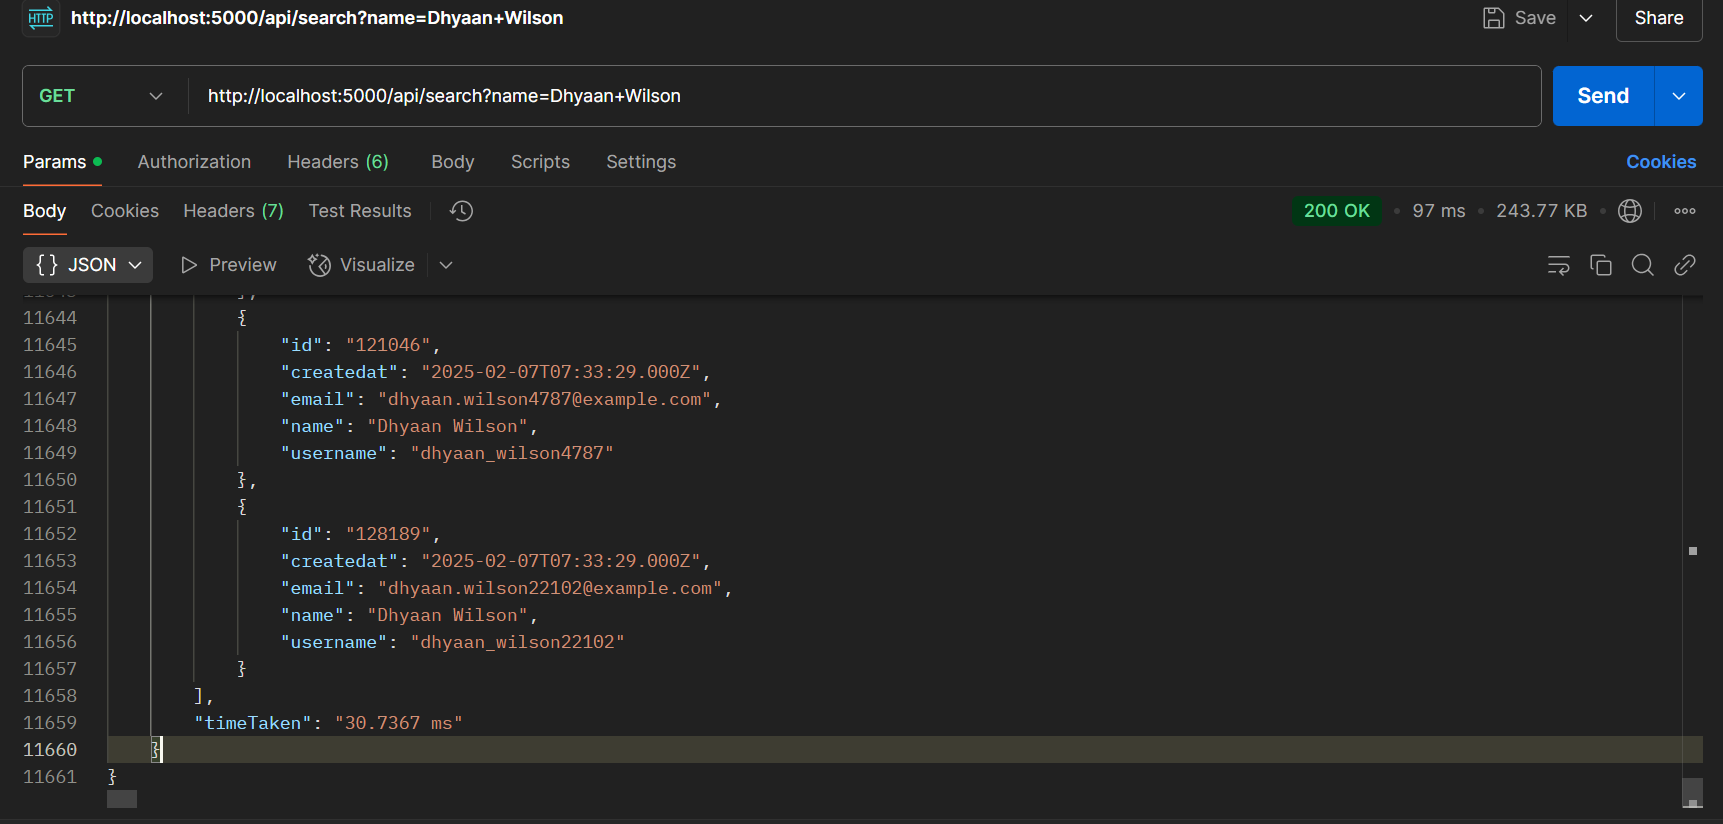 HTTP http://localhost:5000/api/search?name=Dhyaan+Wilson Save Share
GET http://localhost:5000/api/search?name=Dhyaan+Wilson Send
Params Authorization Headers (6) Body Scripts Settings Cookies
Body Cookies Headers (7) Test Results 200 OK • 97 ms • 243.77 KB •
{} JSON Preview Visualize
11644 {
11645 "id": "121046",
11646 "createdat": "2025-02-07T07:33:29.000Z",
11647 "email": "dhyaan.wilson4787@example.com",
11648 "name": "Dhyaan Wilson",
11649 "username": "dhyaan_wilson4787"
11650 },
11651 {
11652 "id": "128189",
11653 "createdat": "2025-02-07T07:33:29.000Z",
11654 "email": "dhyaan.wilson22102@example.com",
11655 "name": "Dhyaan Wilson",
11656 "username": "dhyaan_wilson22102"
11657 }
11658 ],
11659 "timeTaken": "30.7367 ms"
11660 }
11661 }